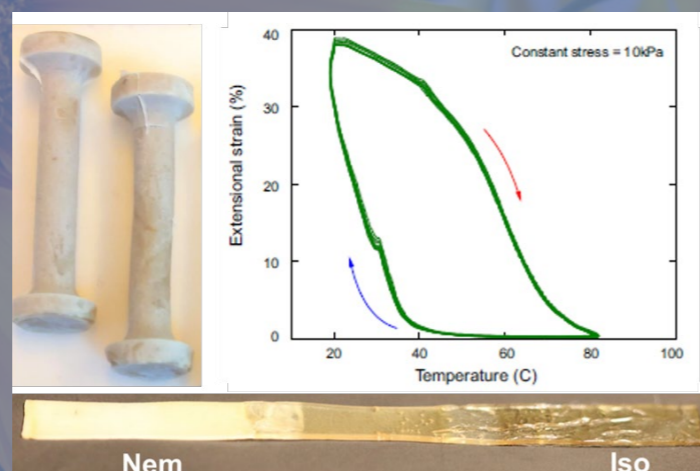 Constant stress = 10kPa
Extensional strain (%)
40
30
20
10
0
20
40
60
80
100
Temperature (C)
Nem
Iso